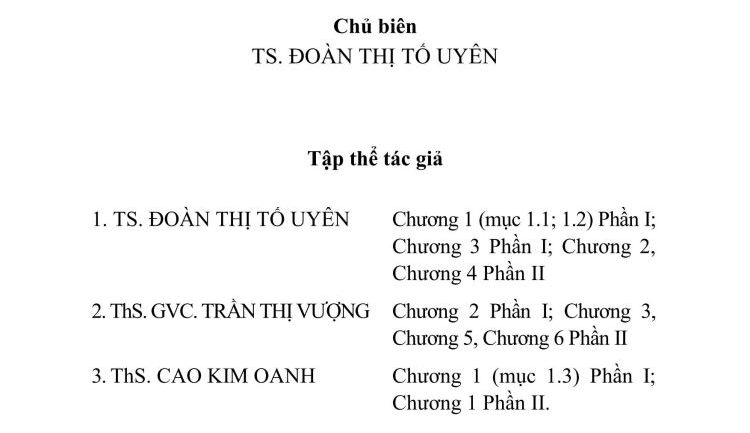 Chủ biên
TS. ĐOÀN THỊ TỐ UYÊN
Tập thể tác giả
1. TS. ĐOÀN THỊ TỐ UYÊN Chương 1 (mục 1.1; 1.2) Phần I;
Chương 3 Phần I; Chương 2,
Chương 4 Phần II
2. ThS. GVC. TRẦN THỊ VƯỢNG Chương 2 Phần I; Chương 3,
Chương 5, Chương 6 Phần II
3. ThS. CAO KIM OANH Chương 1 (mục 1.3) Phần I;
Chương 1 Phần II.